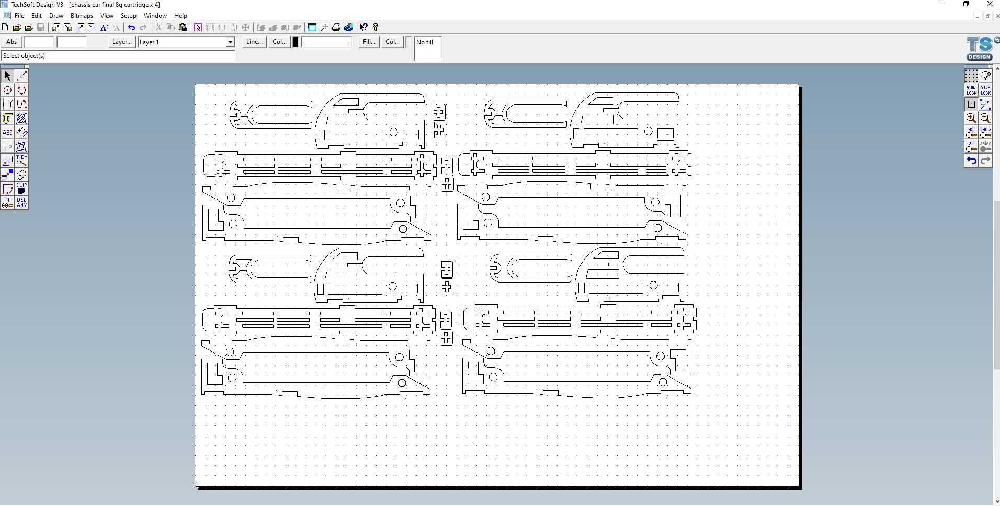 TechSoft Design V3 - [chassis car final 8g cartridge x 4]
TS File Edit Draw Bitmaps View Setup Window Help
Abs Layer... Layer 1 Line... Col... Fill... Col... No fill
Select object(s)
V3
TS
DESIGN
GRID LOCK STEP LOCK
ABC
last media
all selec
TIDY
CLIP
in DEL ANY